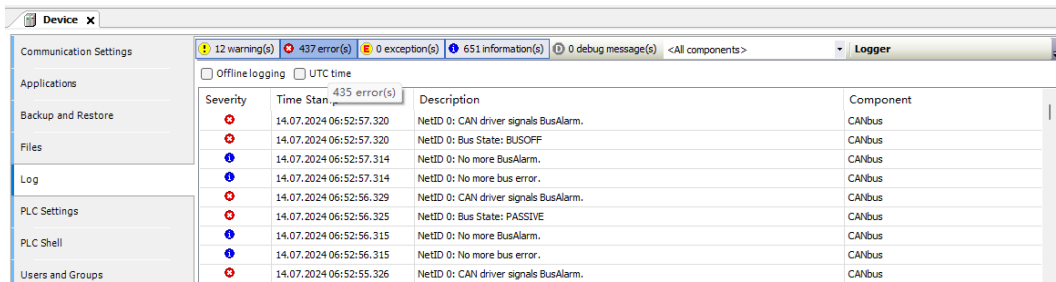 Device X
Communication Settings
Applications
Backup and Restore
Files
Log
PLC Settings
PLC Shell
Users and Groups
12 warning(s) 437 error(s) E 0 exception(s) 651 information(s) D 0 debug message(s) <All components> Logger
Offline logging UTC time
435 error(s)
Severity Time Description Component
14.07.2024 06:52:57.320 NetID 0: CAN driver signals BusAlarm. CANbus
14.07.2024 06:52:57.320 NetID 0: Bus State: BUSOFF CANbus
14.07.2024 06:52:57.314 NetID 0: No more BusAlarm. CANbus
14.07.2024 06:52:57.314 NetID 0: No more bus error. CANbus
14.07.2024 06:52:56.329 NetID 0: CAN driver signals BusAlarm. CANbus
14.07.2024 06:52:56.325 NetID 0: Bus State: PASSIVE CANbus
14.07.2024 06:52:56.315 NetID 0: No more BusAlarm. CANbus
14.07.2024 06:52:56.315 NetID 0: No more bus error. CANbus
14.07.2024 06:52:55.326 NetID 0: CAN driver signals BusAlarm. CANbus